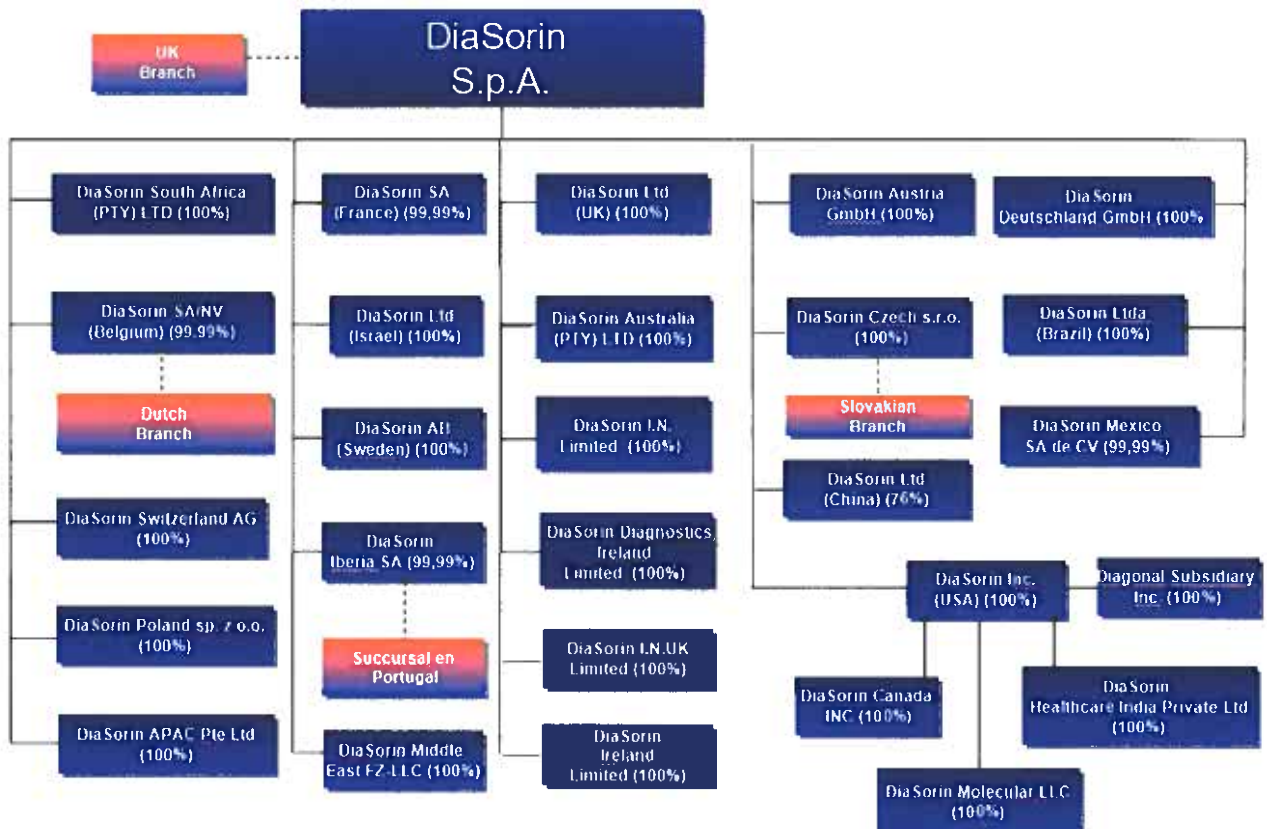 DiaSorin
S.p.A.
UK
Branch
DiaSorin South Africa
(PTY) LTD (100%)
DiaSorin SA/NV
(Belgium) (99.99%)
Dutch
Branch
DiaSorin Switzerland AG
(100%)
DiaSorin Poland sp. z o.o.
(100%)
DiaSorin APAC Pte Ltd
(100%)
DiaSorin SA
(France) (99,99%)
DiaSorin Ltd
(Israel) (100%)
DiaSorin AB
(Sweden) (100%)
DiaSorin
Iberia SA (99,99%)
Succursal en
Portugal
DiaSorin Middle
East FZ-LLC (100%)
DiaSorin Ltd
(UK) (100%)
DiaSorin Australia
(PTY) LTD (100%)
DiaSorin I.N.
Limited (100%)
DiaSorin Diagnostics
Ireland
Limited (100%)
DiaSorin I.N.UK
Limited (100%)
DiaSorin
Ireland
Limited (100%)
DiaSorin Austria
GmbH (100%)
DiaSorin Czech s.r.o.
(100%)
Slovakian
Branch
DiaSorin Ltd
(China) (76%)
DiaSorin
Deutschland GmbH (100%
DiaSorin Ltda
(Brazil) (100%)
DiaSorin Mexico
SA de CV (99,99%)
DiaSorin Inc.
(USA) (100%)
Diagonal Subsidiary
Inc. (100%)
DiaSorin Canada
INC (100%)
DiaSorin
Healthcare India Private Ltd
(100%)
DiaSorin Molecular LLC
(100%)